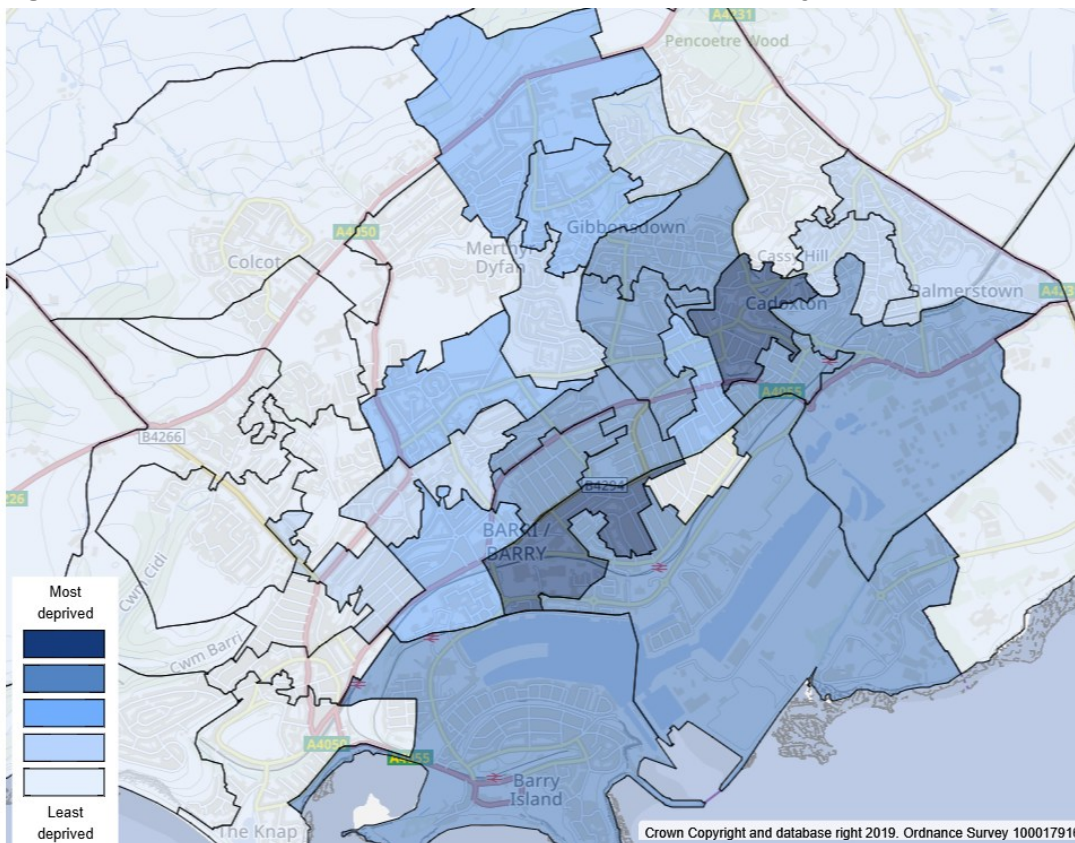 A4231
Pencoetre Wood
Gibbonsdown
A4050
Merthyr
Dyfan
Colcot
Cassy Hill
Cadoxton
Palmerstown
A4055
B4266
B4294
BARRI /
BARRY
226
Cwm Cidi
Cwm Barri
Most
deprived
Least
deprived
A4050
A4055
Barry
Island
The Knap
Crown Copyright and database right 2019. Ordnance Survey 100017916